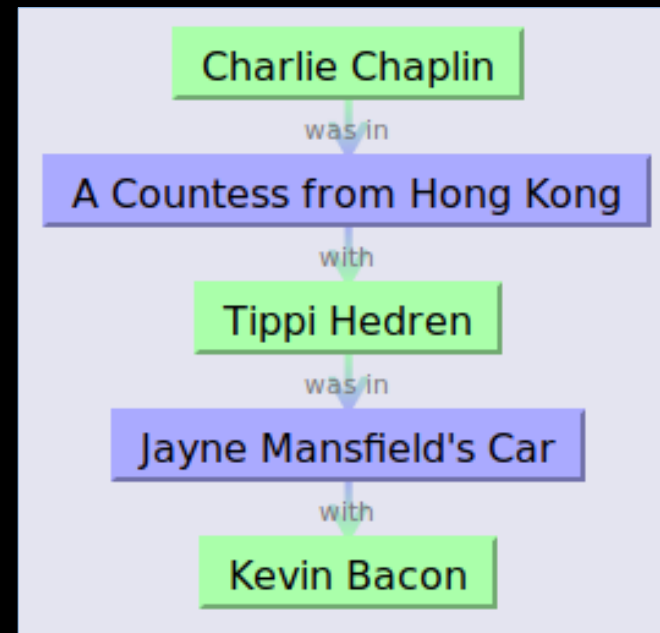 Charlie Chaplin
was in
A Countess from Hong Kong
with
Tippi Hedren
was in
Jayne Mansfield's Car
with
Kevin Bacon